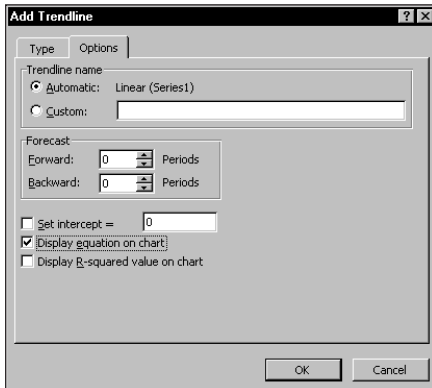 Add Trendline
Type Options
Trendline name
Automatic: Linear (Series1)
Custom:
Forecast
Forward: 0 Periods
Backward: 0 Periods
Set intercept = 0
Display equation on chart
Display R-squared value on chart
OK Cancel